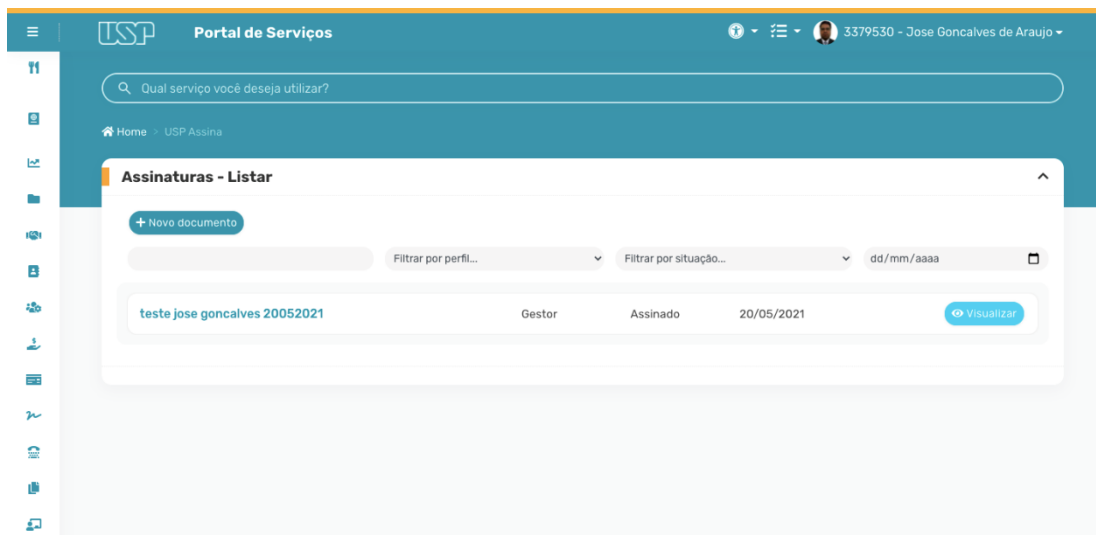 USP Portal de Serviços 3379530 - Jose Goncalves de Araujo
Qual serviço você deseja utilizar?
Home > USP Assina
Assinaturas - Listar
+ Novo documento
Filtrar por perfil... Filtrar por situação... dd/mm/aaaa
teste jose goncalves 20052021 Gestor Assinado 20/05/2021 Visualizar